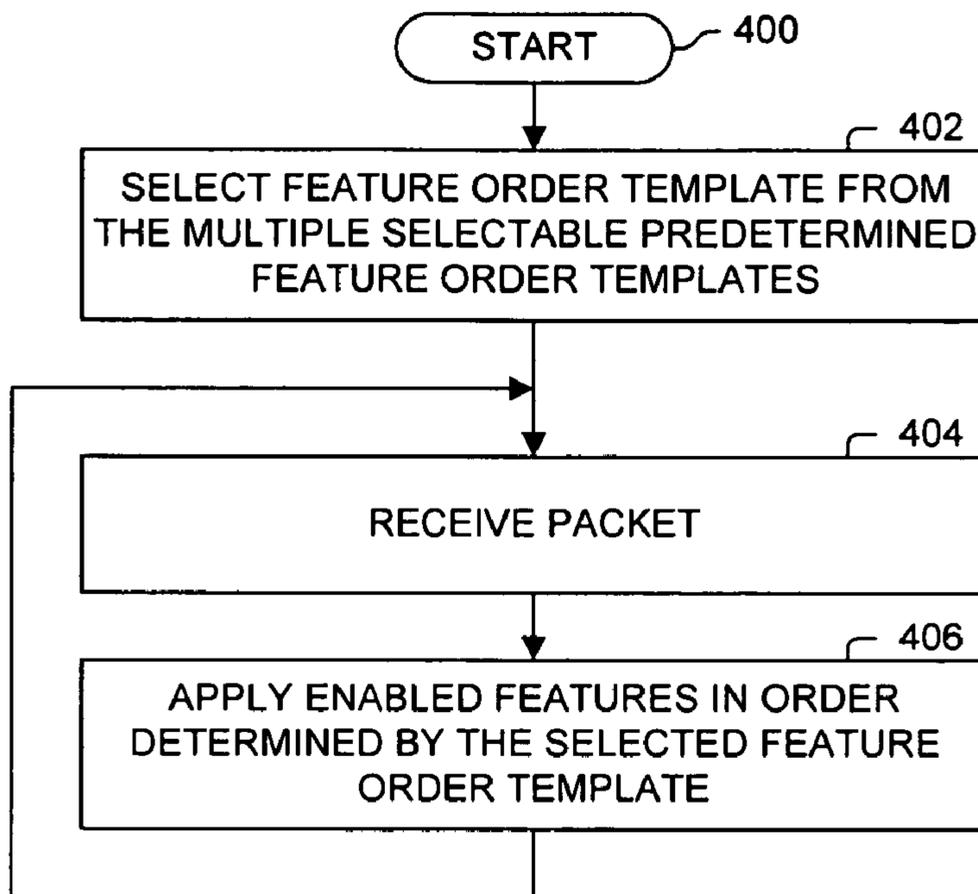 START
400
402
SELECT FEATURE ORDER TEMPLATE FROM
THE MULTIPLE SELECTABLE PREDETERMINED
FEATURE ORDER TEMPLATES
404
RECEIVE PACKET
406
APPLY ENABLED FEATURES IN ORDER
DETERMINED BY THE SELECTED FEATURE
ORDER TEMPLATE